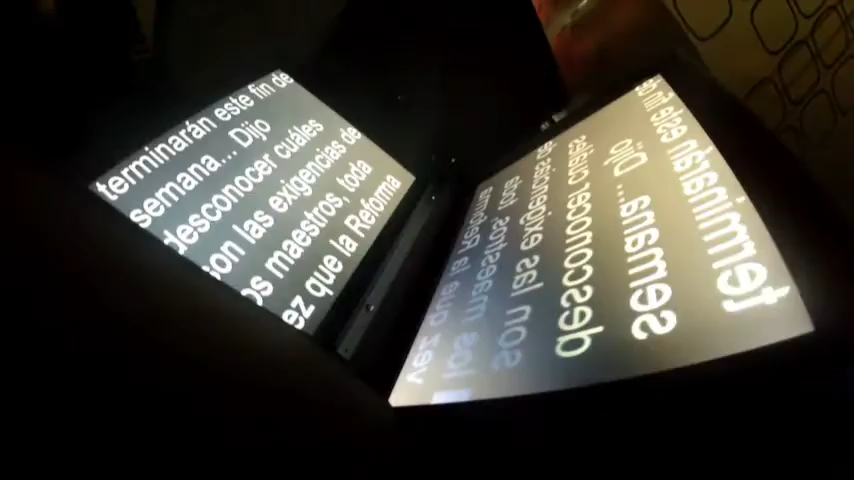 terminarán este fin de
semana... Dijo
desconocer cuáles
son las exigencias de
los maestros, toda
vez que la Reforma
terminarán este fin de
semana... Dijo
desconocer cuáles
son las exigencias de
los maestros, toda
vez que la Reforma